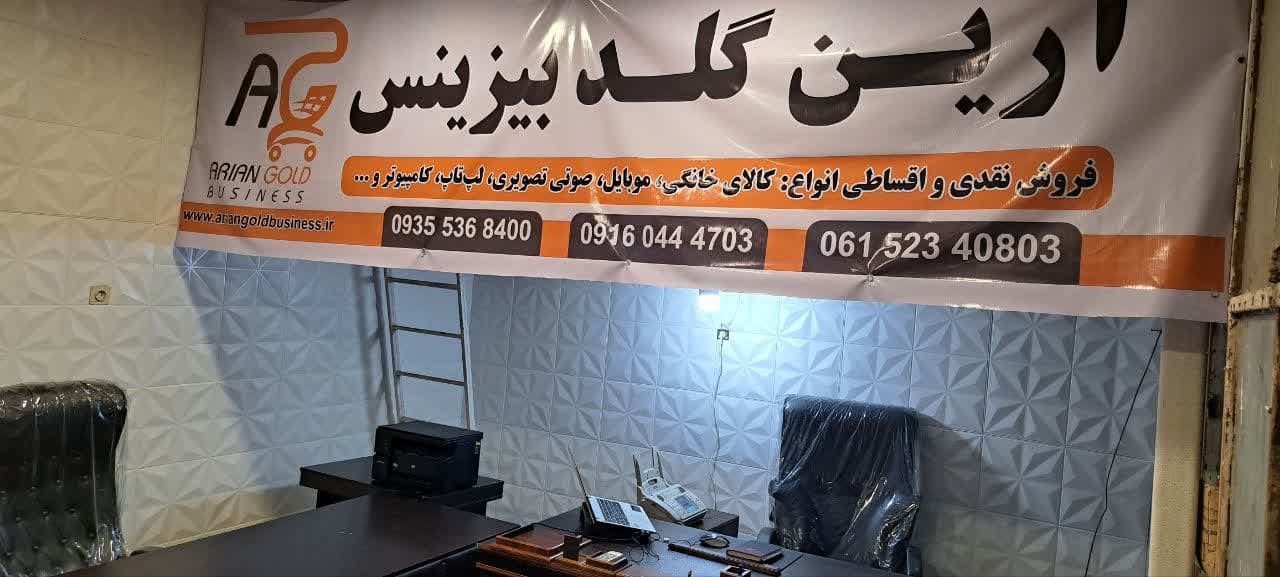 آرین گلد بیزینس
AG
ARIAN GOLD
BUSINESS
فروش نقدی و اقساطی انواع: کالای خانگی، موبایل، صوتی تصویری، لپ‌تاپ، کامپیوتر و ...
www.ariangoldbusiness.ir
0935 536 8400
0916 044 4703
061 523 40803